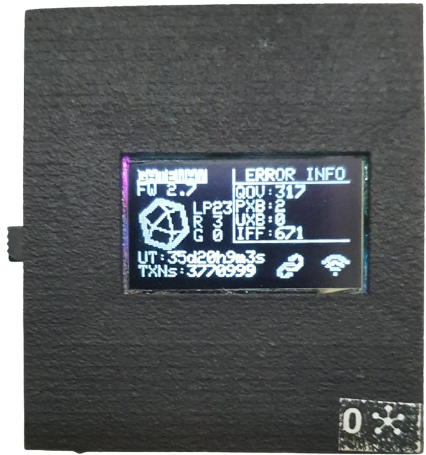 ERROR INFO
FW 2.7
QOV:317
LP23
PXB:2
R 3
UXB:0
G 0
IFF:671
UT:35d20h9m3s
TXNs:3770999
0